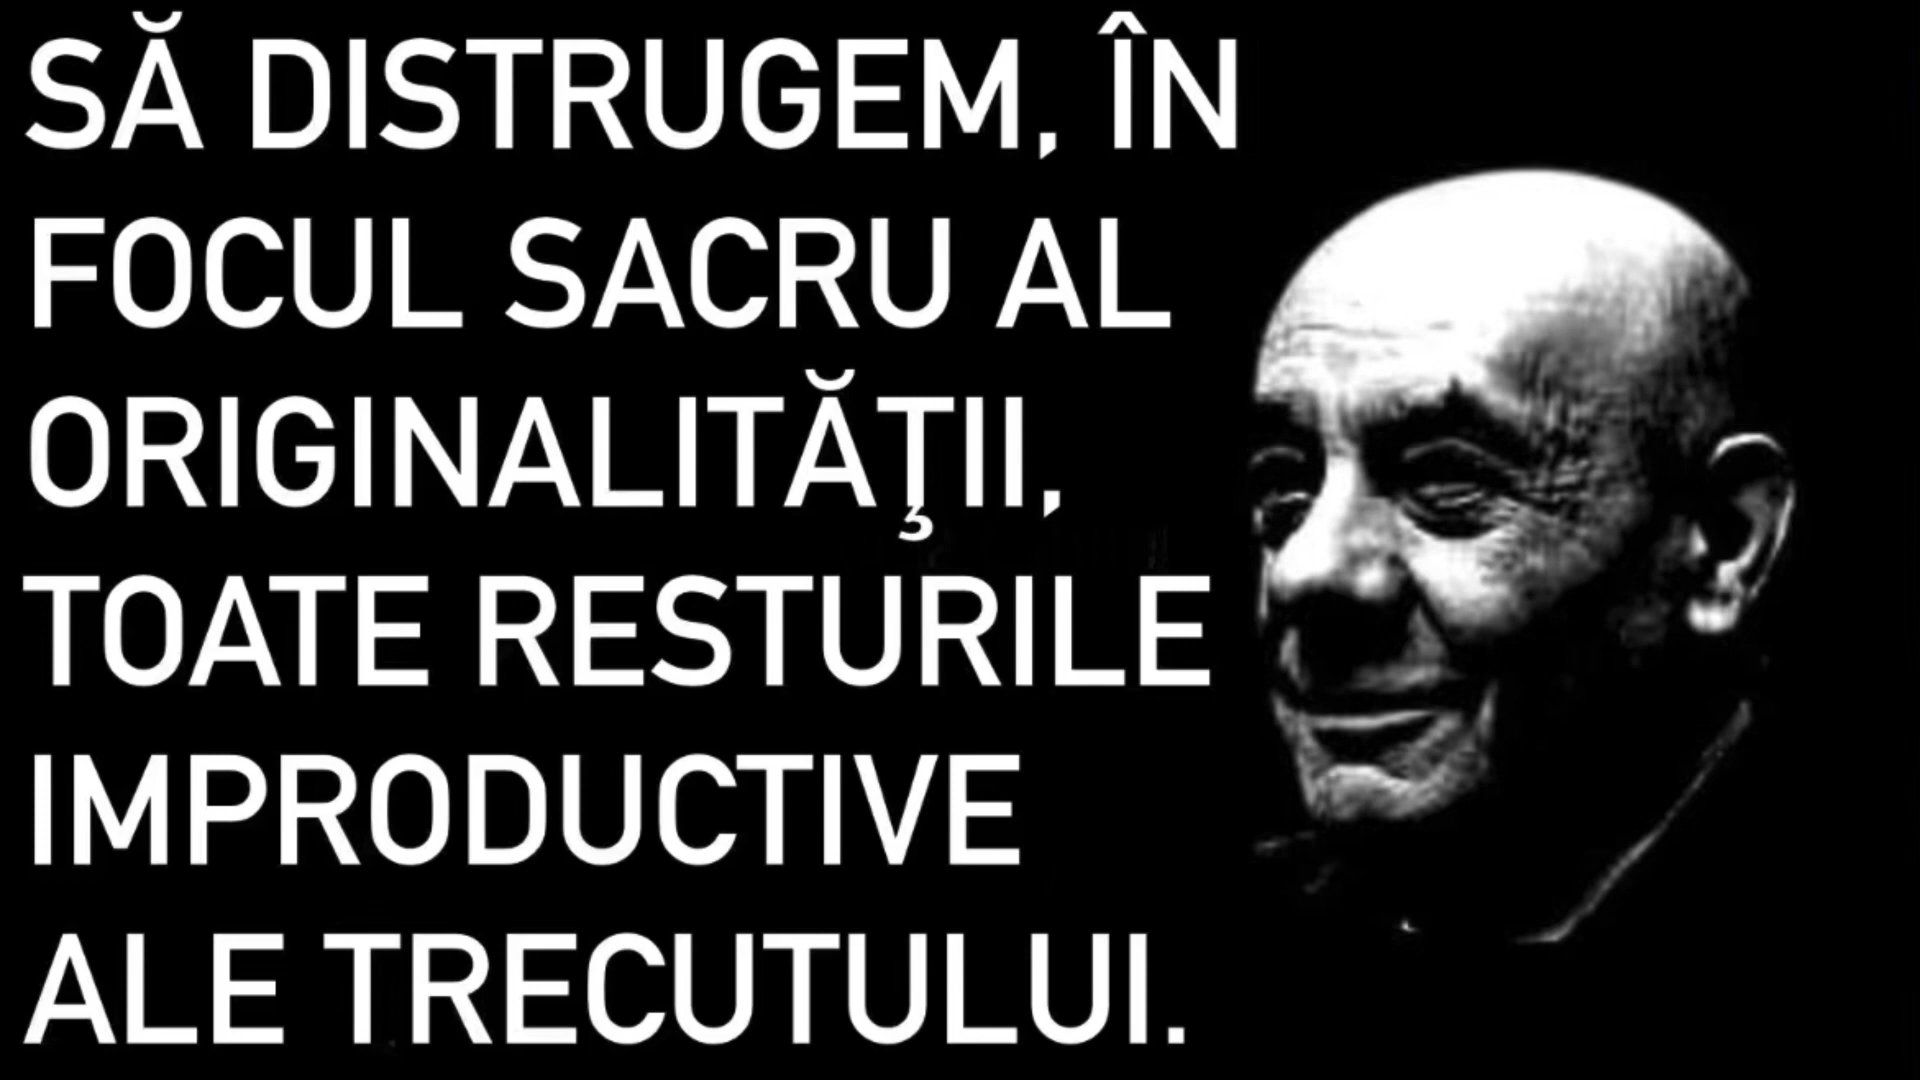 SĂ DISTRUGEM, ÎN
FOCUL SACRU AL
ORIGINALITĂŢII,
TOATE RESTURILE
IMPRODUCTIVE
ALE TRECUTULUI.